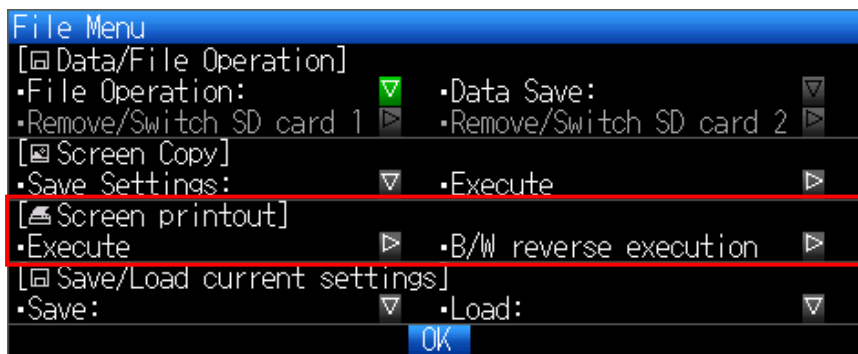 File Menu
[Data/File Operation]
•File Operation: •Data Save:
•Remove/Switch SD card 1 •Remove/Switch SD card 2
[Screen Copy]
•Save Settings: •Execute
[Screen printout]
•Execute •B/W reverse execution
[Save/Load current settings]
•Save: •Load:
OK